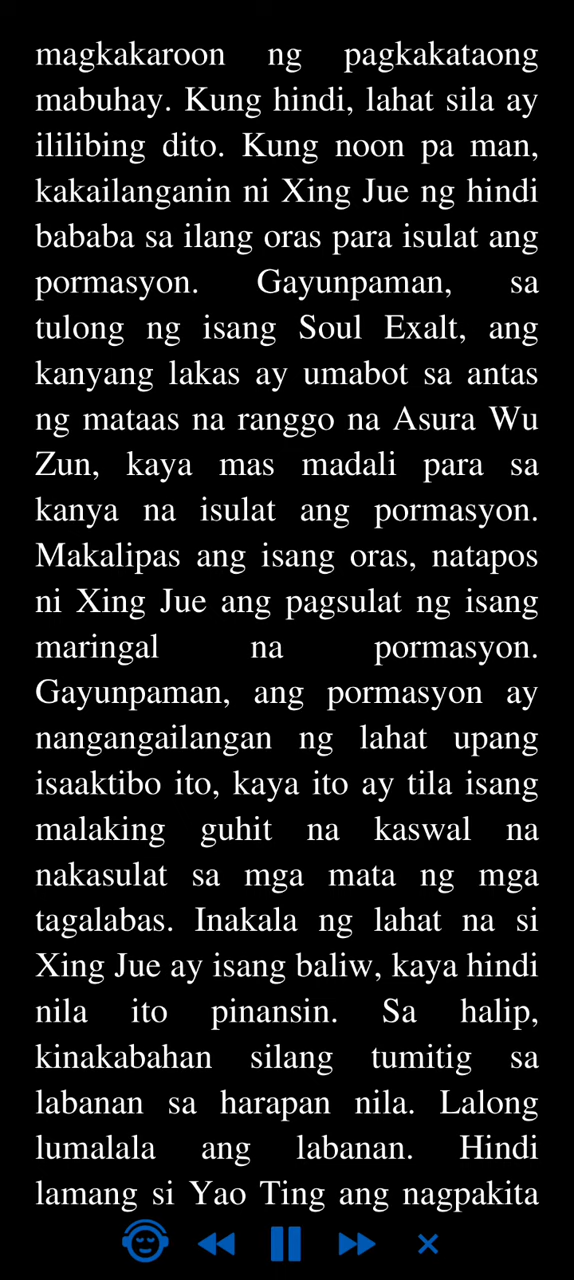 magkakaroon ng pagkakataong
mabuhay. Kung hindi, lahat sila ay
ililibing dito. Kung noon pa man,
kakailanganin ni Xing Jue ng hindi
bababa sa ilang oras para isulat ang
pormasyon. Gayunpaman, sa
tulong ng isang Soul Exalt, ang
kanyang lakas ay umabot sa antas
ng mataas na ranggo na Asura Wu
Zun, kaya mas madali para sa
kanya na isulat ang pormasyon.
Makalipas ang isang oras, natapos
ni Xing Jue ang pagsulat ng isang
maringal na pormasyon.
Gayunpaman, ang pormasyon ay
nangangailangan ng lahat upang
isaaktibo ito, kaya ito ay tila isang
malaking guhit na kaswal na
nakasulat sa mga mata ng mga
tagalabas. Inakala ng lahat na si
Xing Jue ay isang baliw, kaya hindi
nila ito pinansin. Sa halip,
kinakabahan silang tumitig sa
labanan sa harapan nila. Lalong
lumalala ang labanan. Hindi
lamang si Yao Ting ang nagpakita